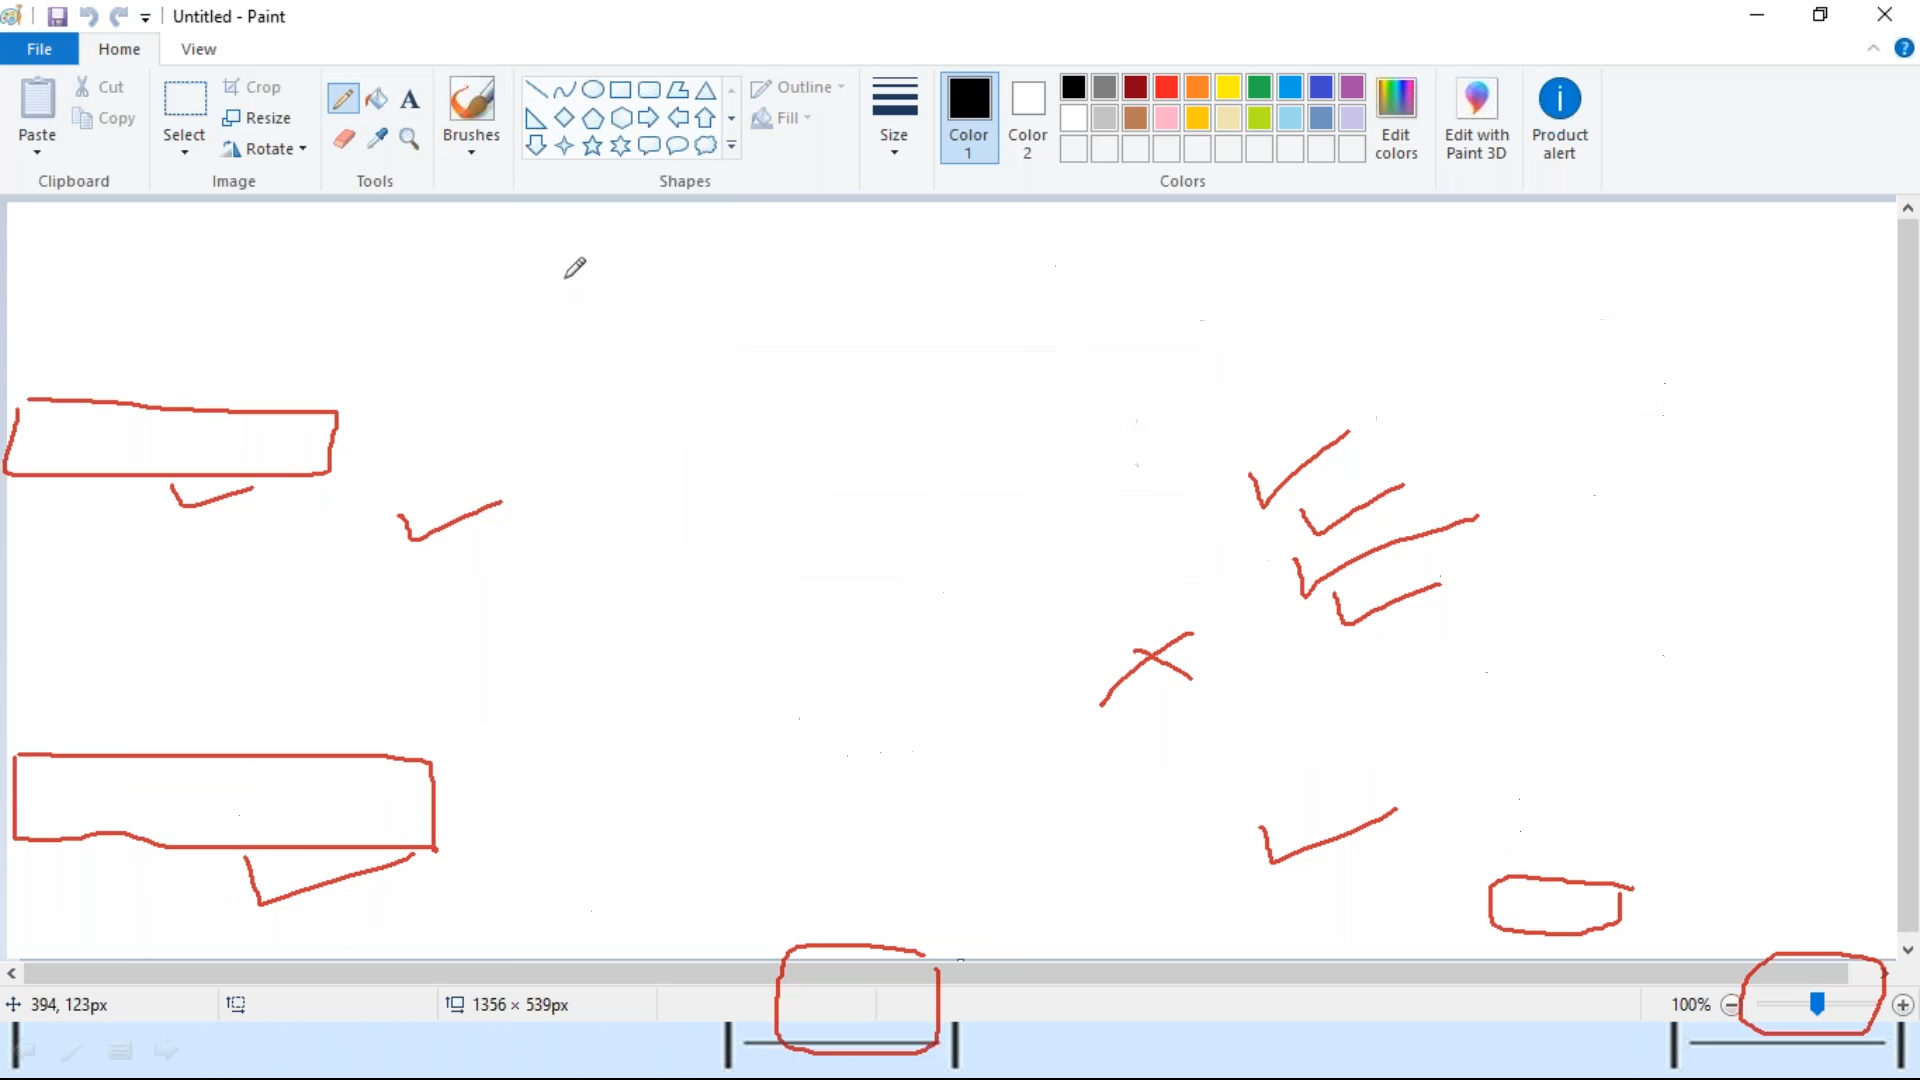 Untitled - Paint
File Home View
Paste Cut Copy
Clipboard
Select Crop Resize Rotate
Image
A
Tools
Brushes
Shapes
Outline
Fill
Size
Color 1
Color 2
Colors
Edit colors
Edit with Paint 3D
Product alert
394, 123px
1356 × 539px
100%